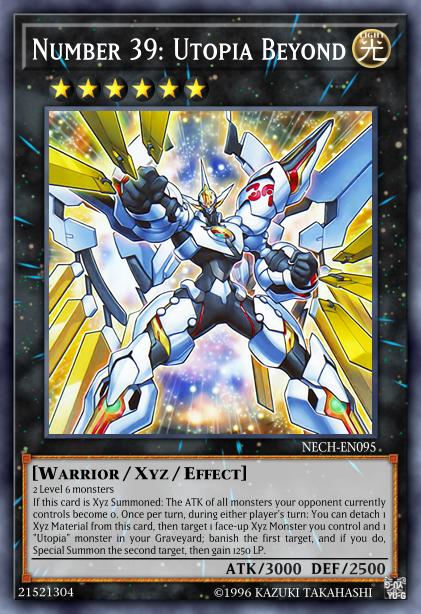 NUMBER 39: UTOPIA BEYOND
LIGHT
光
NECH-EN095
[WARRIOR / XYZ / EFFECT]
2 Level 6 monsters
If this card is Xyz Summoned: The ATK of all monsters your opponent currently
controls become 0. Once per turn, during either player's turn: You can detach 1
Xyz Material from this card, then target 1 face-up Xyz Monster you control and 1
"Utopia" monster in your Graveyard; banish the first target, and if you do,
Special Summon the second target, then gain 1250 LP.
ATK/3000 DEF/2500
21521304
©1996 KAZUKI TAKAHASHI